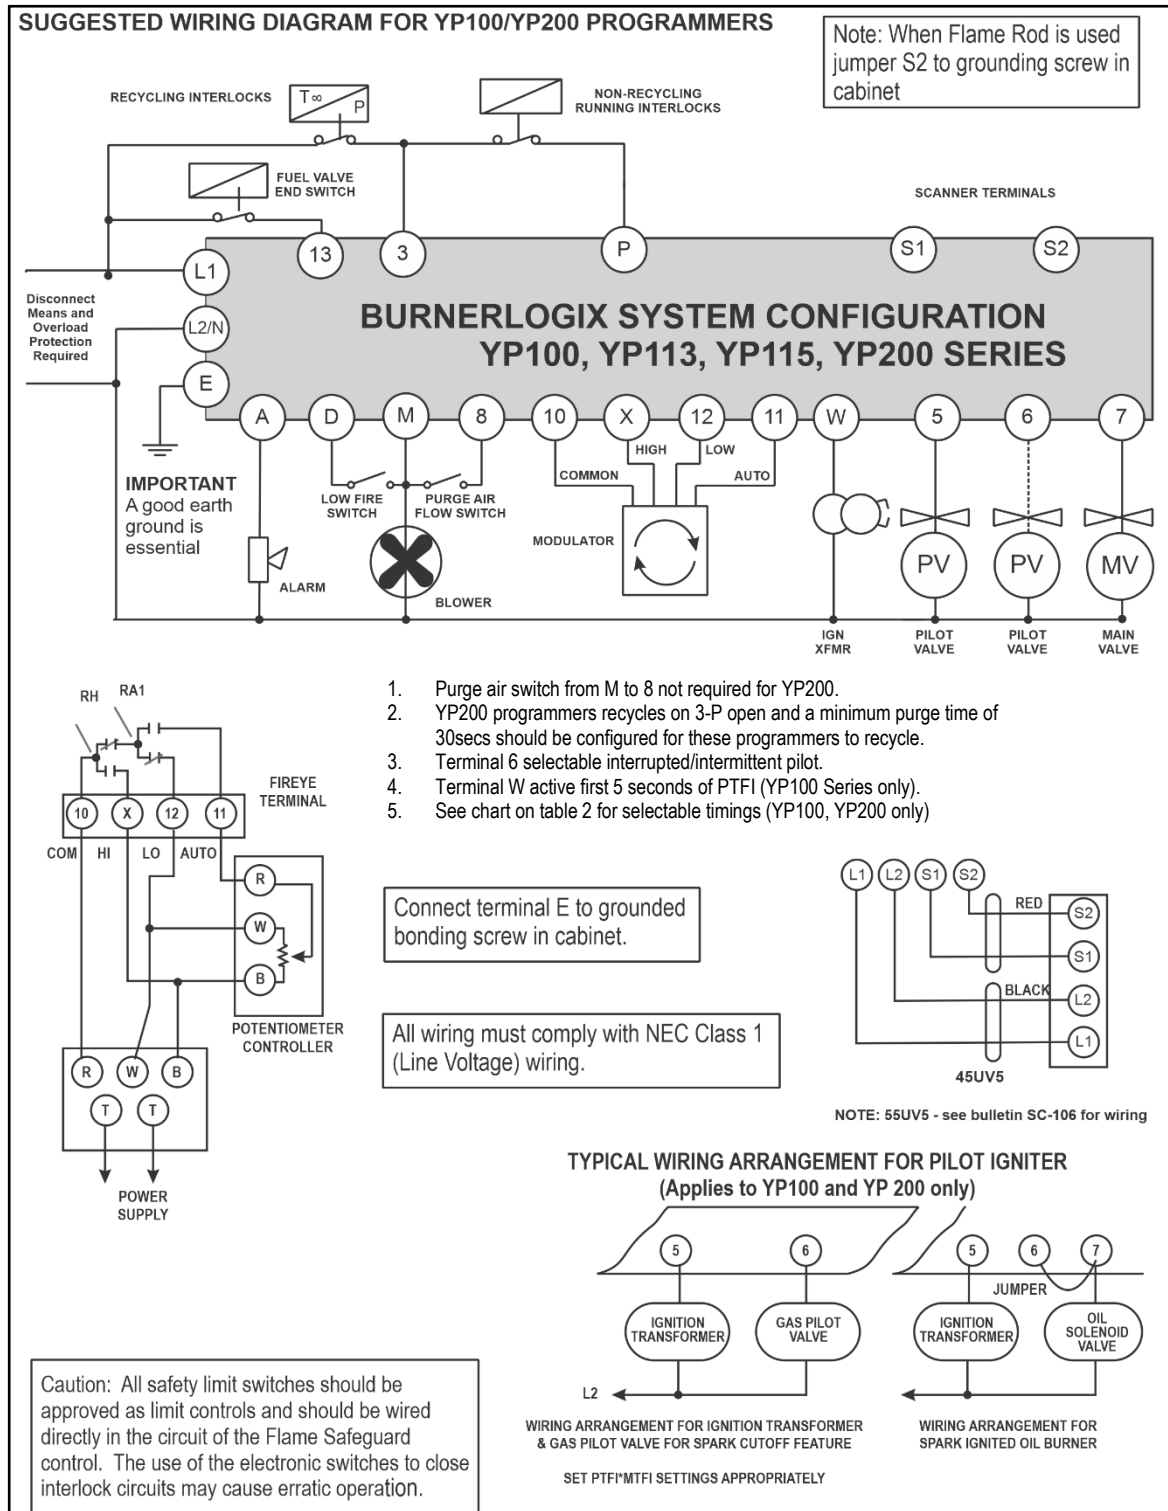 SUGGESTED WIRING DIAGRAM FOR YP100/YP200 PROGRAMMERS
Note: When Flame Rod is used
jumper S2 to grounding screw in
cabinet
RECYCLING INTERLOCKS
T∞
P
NON-RECYCLING
RUNNING INTERLOCKS
FUEL VALVE
END SWITCH
SCANNER TERMINALS
13
3
P
S1
S2
L1
Disconnect
Means and
Overload
Protection
Required
L2/N
E
BURNERLOGIX SYSTEM CONFIGURATION
YP100, YP113, YP115, YP200 SERIES
A
D
M
8
10
X
12
11
W
5
6
7
HIGH
LOW
COMMON
AUTO
IMPORTANT
A good earth
ground is
essential
LOW FIRE
SWITCH
PURGE AIR
FLOW SWITCH
MODULATOR
ALARM
BLOWER
PV
PV
MV
IGN
XFMR
PILOT
VALVE
PILOT
VALVE
MAIN
VALVE
1. Purge air switch from M to 8 not required for YP200.
2. YP200 programmers recycles on 3-P open and a minimum purge time of
30secs should be configured for these programmers to recycle.
3. Terminal 6 selectable interrupted/intermittent pilot.
4. Terminal W active first 5 seconds of PTFI (YP100 Series only).
5. See chart on table 2 for selectable timings (YP100, YP200 only)
RH
RA1
FIREYE
TERMINAL
10
X
12
11
COM
HI
LO
AUTO
R
W
B
POTENTIOMETER
CONTROLLER
R
W
B
T
T
POWER
SUPPLY
Connect terminal E to grounded
bonding screw in cabinet.
All wiring must comply with NEC Class 1
(Line Voltage) wiring.
L1
L2
S1
S2
RED
S2
S1
BLACK
L2
L1
45UV5
NOTE: 55UV5 - see bulletin SC-106 for wiring
TYPICAL WIRING ARRANGEMENT FOR PILOT IGNITER
(Applies to YP100 and YP 200 only)
5
6
5
6
7
JUMPER
IGNITION
TRANSFORMER
GAS PILOT
VALVE
IGNITION
TRANSFORMER
OIL
SOLENOID
VALVE
L2
WIRING ARRANGEMENT FOR IGNITION TRANSFORMER
& GAS PILOT VALVE FOR SPARK CUTOFF FEATURE
SET PTFI*MTFI SETTINGS APPROPRIATELY
WIRING ARRANGEMENT FOR
SPARK IGNITED OIL BURNER
Caution: All safety limit switches should be
approved as limit controls and should be wired
directly in the circuit of the Flame Safeguard
control. The use of the electronic switches to close
interlock circuits may cause erratic operation.